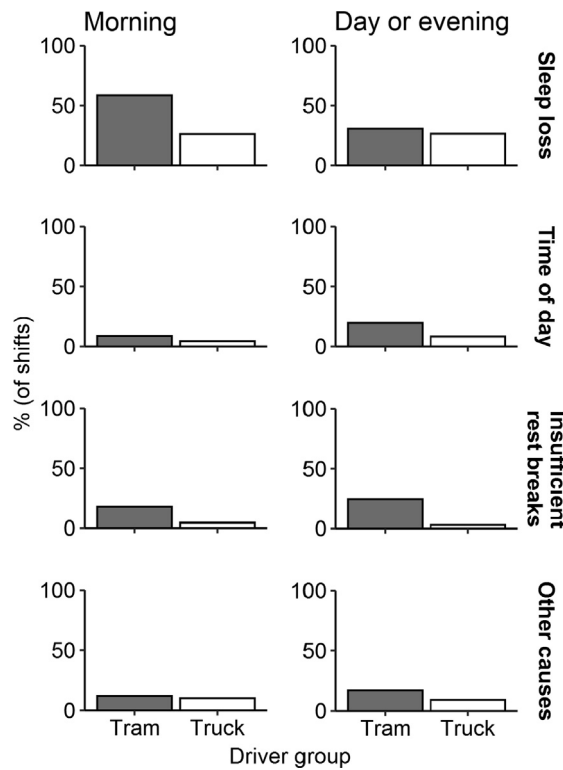 Morning
Day or evening
100
50
0
100
50
0
Sleep loss
100
50
0
100
50
0
Time of day
% (of shifts)
100
50
0
100
50
0
Insufficient
rest breaks
100
50
0
100
50
0
Other causes
Tram Truck
Tram Truck
Driver group